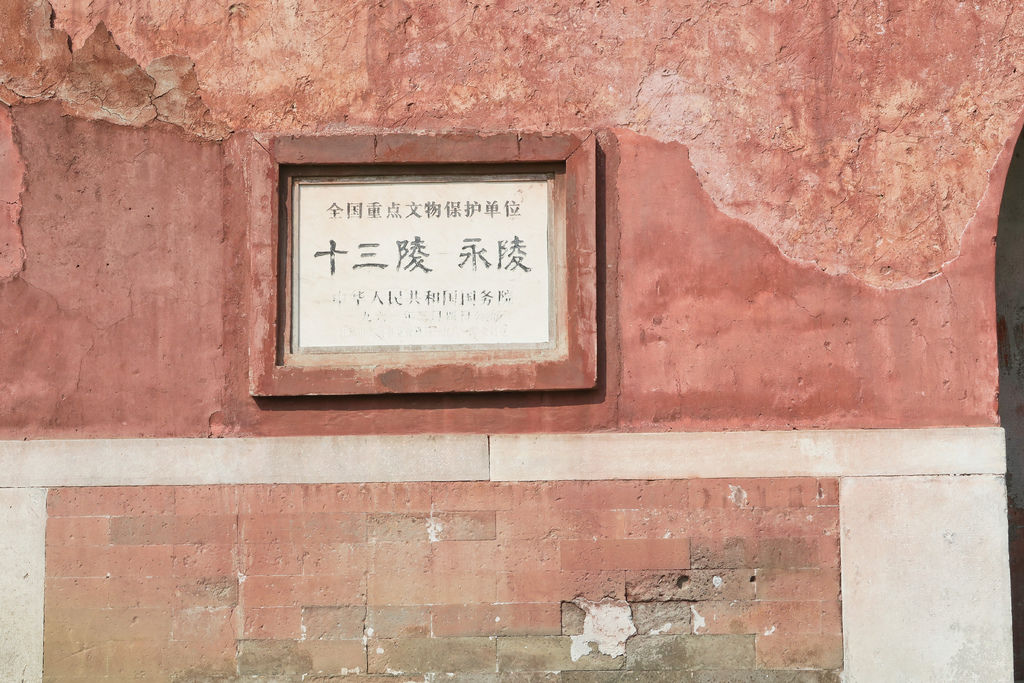 全国重点文物保护单位
十三陵 永陵
中华人民共和国国务院